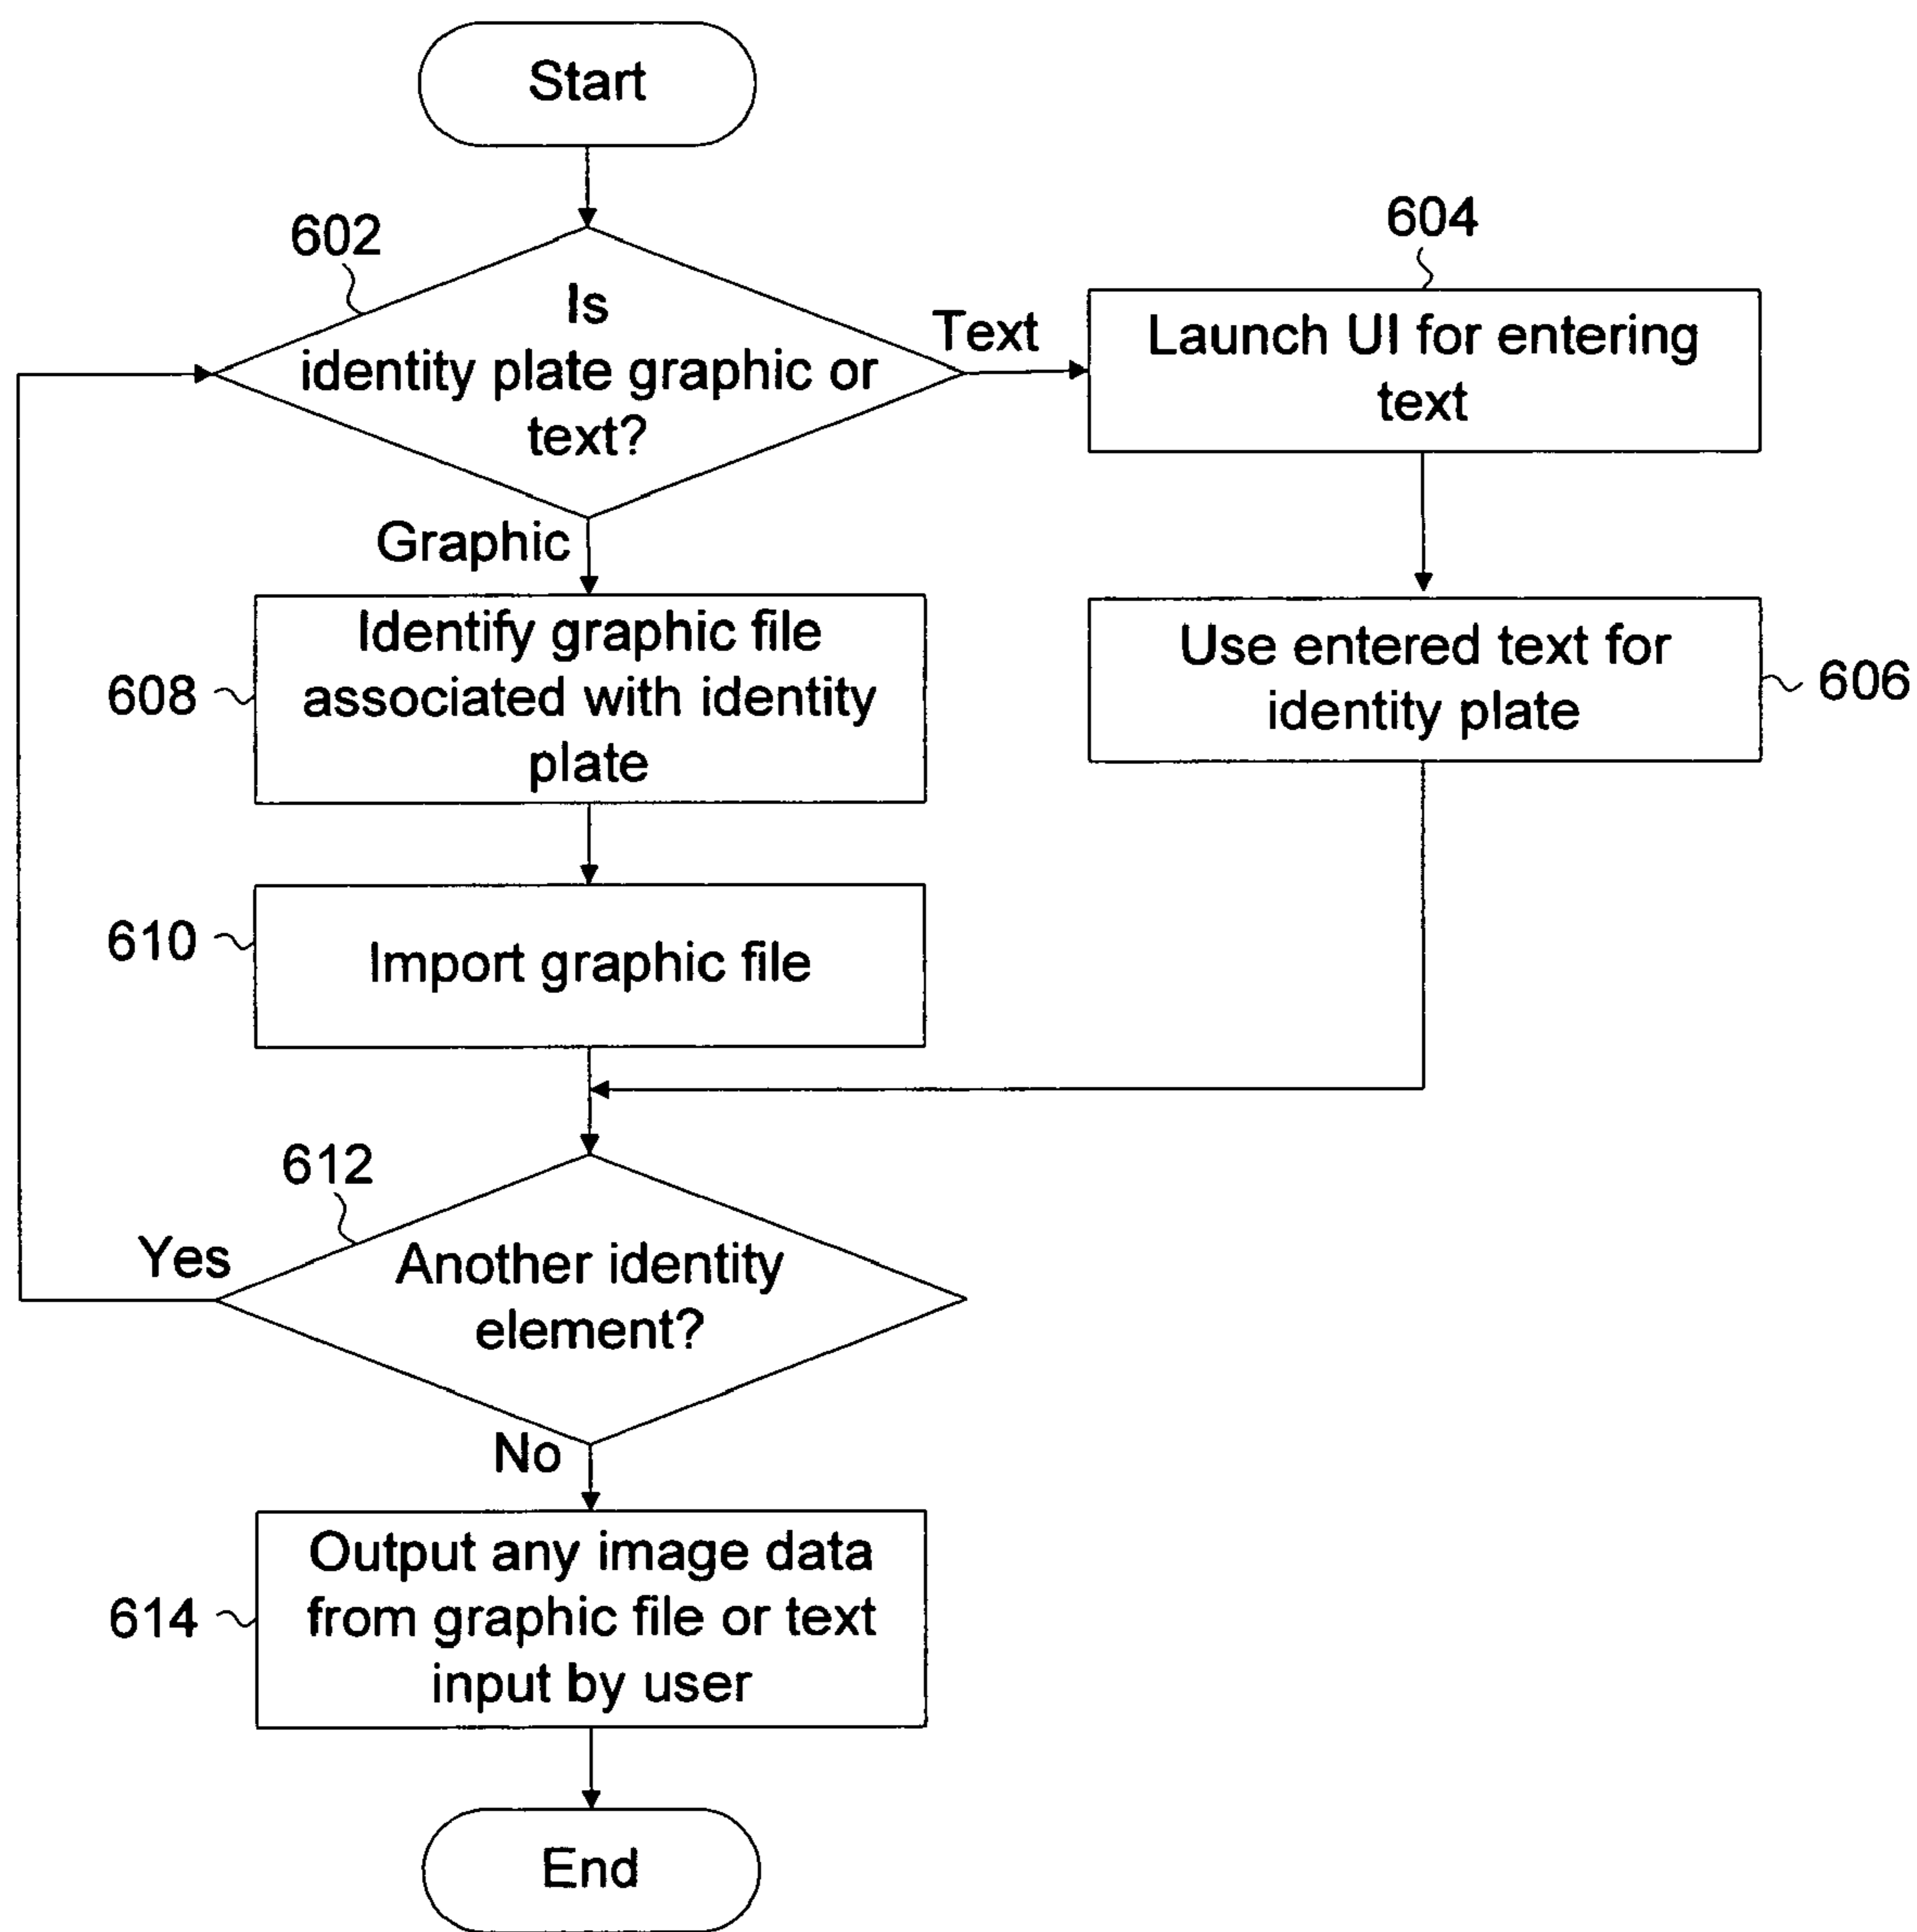 Start
602
Is
identity plate graphic or
text?
Text
604
Launch UI for entering
text
Graphic
608
Identify graphic file
associated with identity
plate
Use entered text for
identity plate
606
610
Import graphic file
612
Yes
Another identity
element?
No
614
Output any image data
from graphic file or text
input by user
End